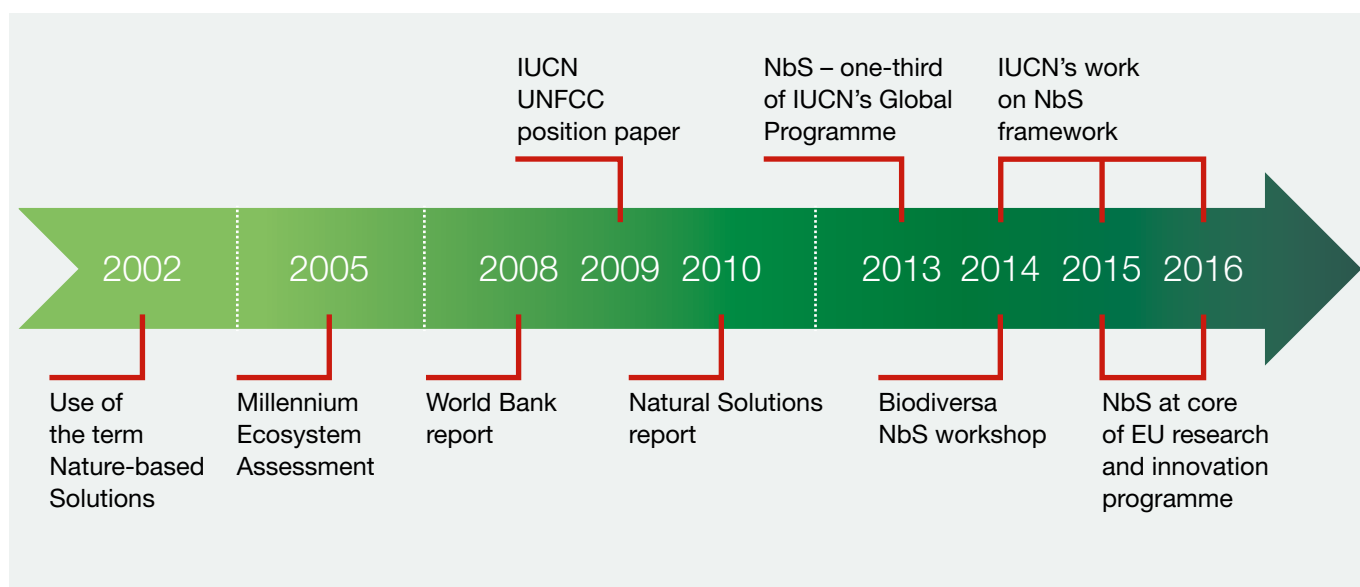 IUCN
UNFCC
position paper
NbS – one-third
of IUCN's Global
Programme
IUCN's work
on NbS
framework
2002
2005
2008
2009
2010
2013
2014
2015
2016
Use of
the term
Nature-based
Solutions
Millennium
Ecosystem
Assessment
World Bank
report
Natural Solutions
report
Biodiversa
NbS workshop
NbS at core
of EU research
and innovation
programme